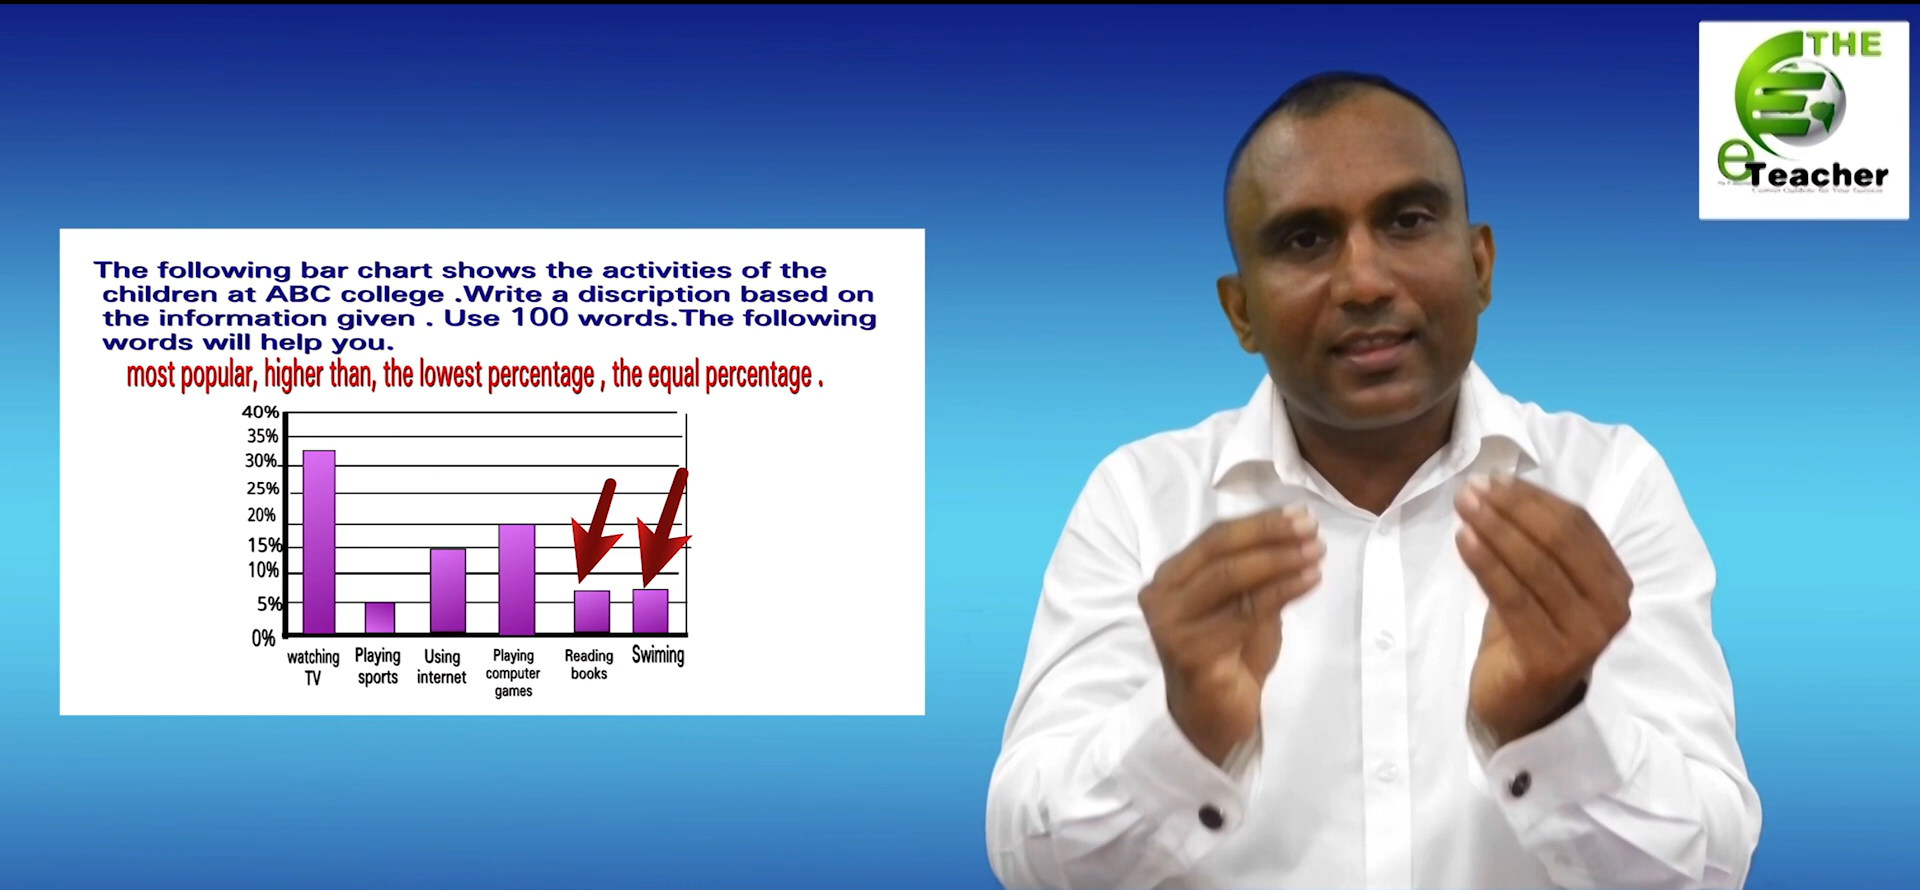 The following bar chart shows the activities of the
children at ABC college .Write a discription based on
the information given . Use 100 words.The following
words will help you.
most popular, higher than, the lowest percentage , the equal percentage .
40%
35%
30%
25%
20%
15%
10%
5%
0%
watching TV
Playing sports
Using internet
Playing computer games
Reading books
Swiming
THE
e Teacher